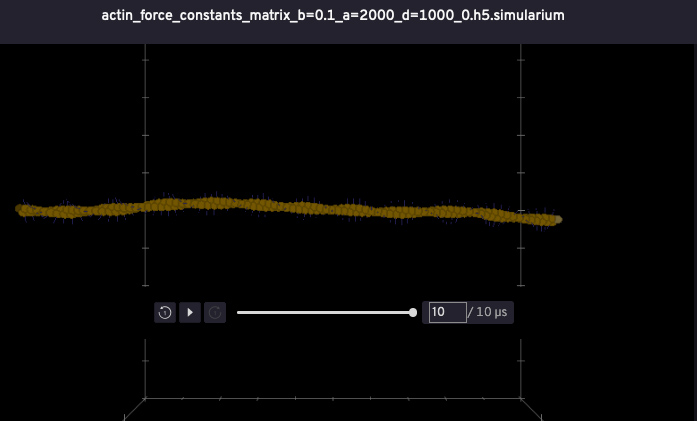 actin_force_constants_matrix_b=0.1_a=2000_d=1000_0.h5.simularium
10 / 10 µs